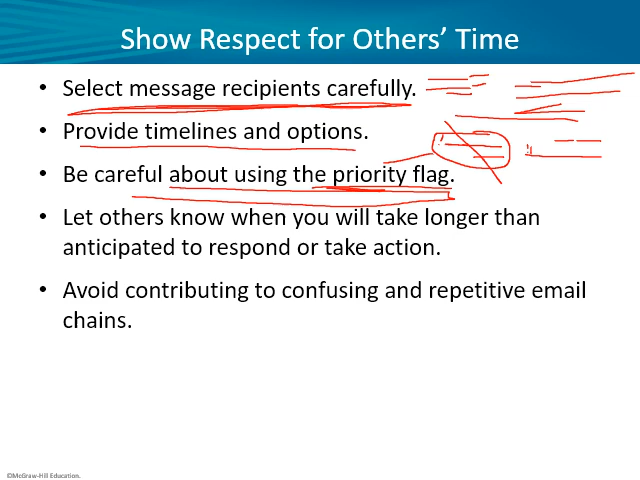 Show Respect for Others’ Time
• Select message recipients carefully.
• Provide timelines and options.
• Be careful about using the priority flag.
• Let others know when you will take longer than
anticipated to respond or take action.
• Avoid contributing to confusing and repetitive email
chains.
©McGraw-Hill Education.